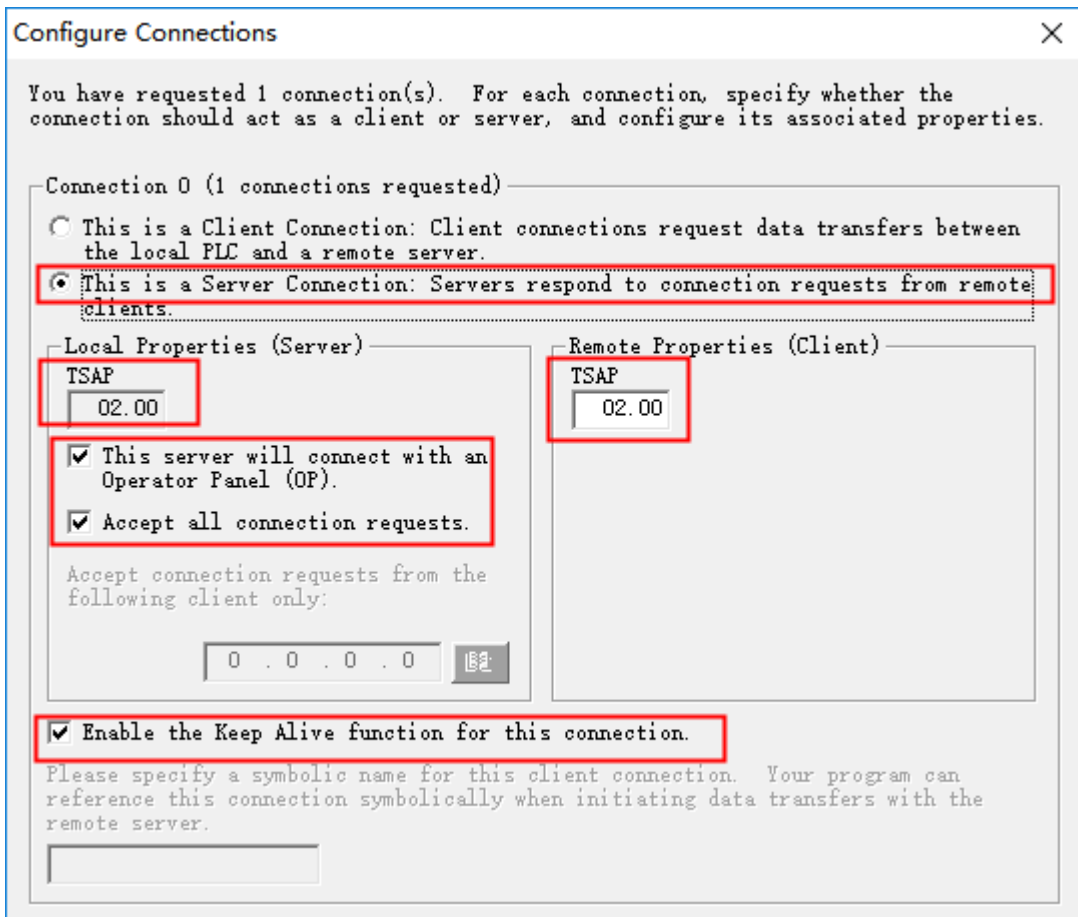 Configure Connections
You have requested 1 connection(s). For each connection, specify whether the
connection should act as a client or server, and configure its associated properties.
Connection 0 (1 connections requested)
This is a Client Connection: Client connections request data transfers between
the local PLC and a remote server.
This is a Server Connection: Servers respond to connection requests from remote
clients.
Local Properties (Server)
TSAP
02.00
This server will connect with an
Operator Panel (OP).
Accept all connection requests.
Accept connection requests from the
following client only:
0 . 0 . 0 . 0
Remote Properties (Client)
TSAP
02.00
Enable the Keep Alive function for this connection.
Please specify a symbolic name for this client connection. Your program can
reference this connection symbolically when initiating data transfers with the
remote server.